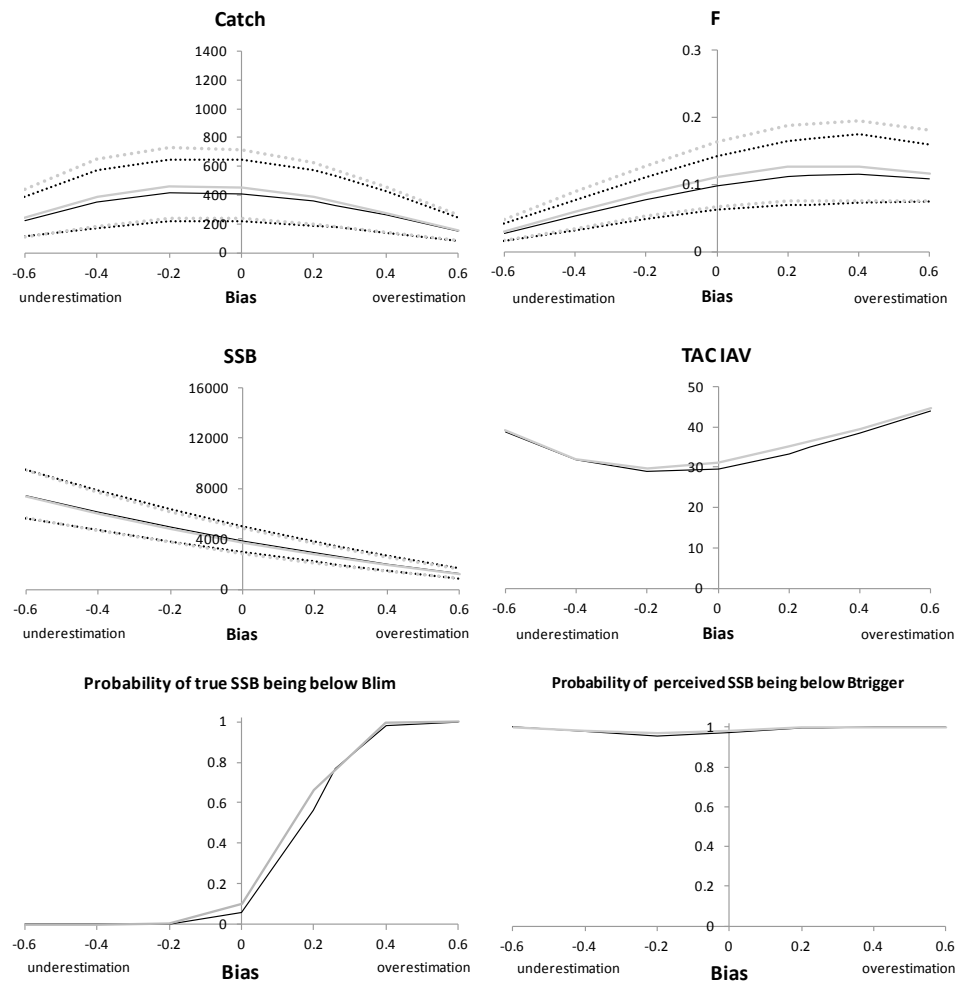 Catch
1400
1200
1000
800
600
400
200
0
-0.6 -0.4 -0.2 0 0.2 0.4 0.6
underestimation Bias overestimation
F
0.3
0.2
0.1
0
-0.6 -0.4 -0.2 0 0.2 0.4 0.6
underestimation Bias overestimation
SSB
16000
12000
8000
4000
0
-0.6 -0.4 -0.2 0 0.2 0.4 0.6
underestimation Bias overestimation
TAC IAV
50
40
30
20
10
0
-0.6 -0.4 -0.2 0 0.2 0.4 0.6
underestimation Bias overestimation
Probability of true SSB being below Blim
1
0.8
0.6
0.4
0.2
0
-0.6 -0.4 -0.2 0 0.2 0.4 0.6
underestimation Bias overestimation
Probability of perceived SSB being below Btrigger
1
0.8
0.6
0.4
0.2
0
-0.6 -0.4 -0.2 0 0.2 0.4 0.6
underestimation Bias overestimation